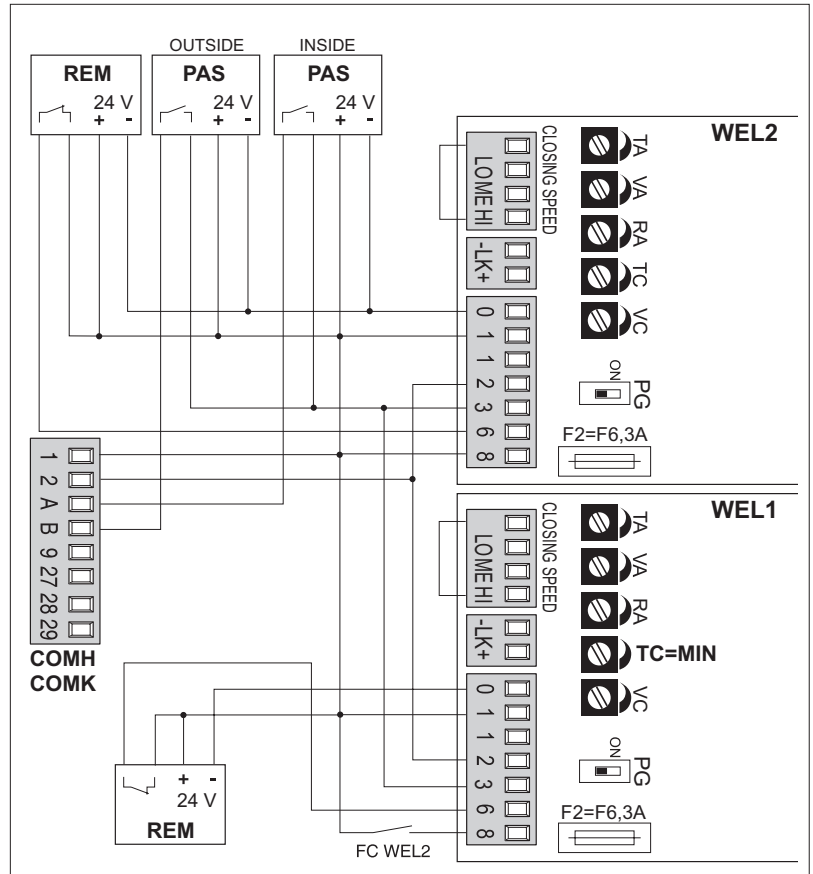 OUTSIDE
INSIDE
REM
24 V
+ -
PAS
24 V
+ -
PAS
24 V
+ -
WEL2
CLOSING SPEED
LO ME HI
-LK+
0
1
1
2
3
6
8
TA
VA
RA
TC
VC
ON
PG
F2=F6,3A
1
2
A
B
9
27
28
29
COMH
COMK
WEL1
CLOSING SPEED
LO ME HI
-LK+
0
1
1
2
3
6
8
TA
VA
RA
TC=MIN
VC
ON
PG
F2=F6,3A
+ -
24 V
REM
FC WEL2